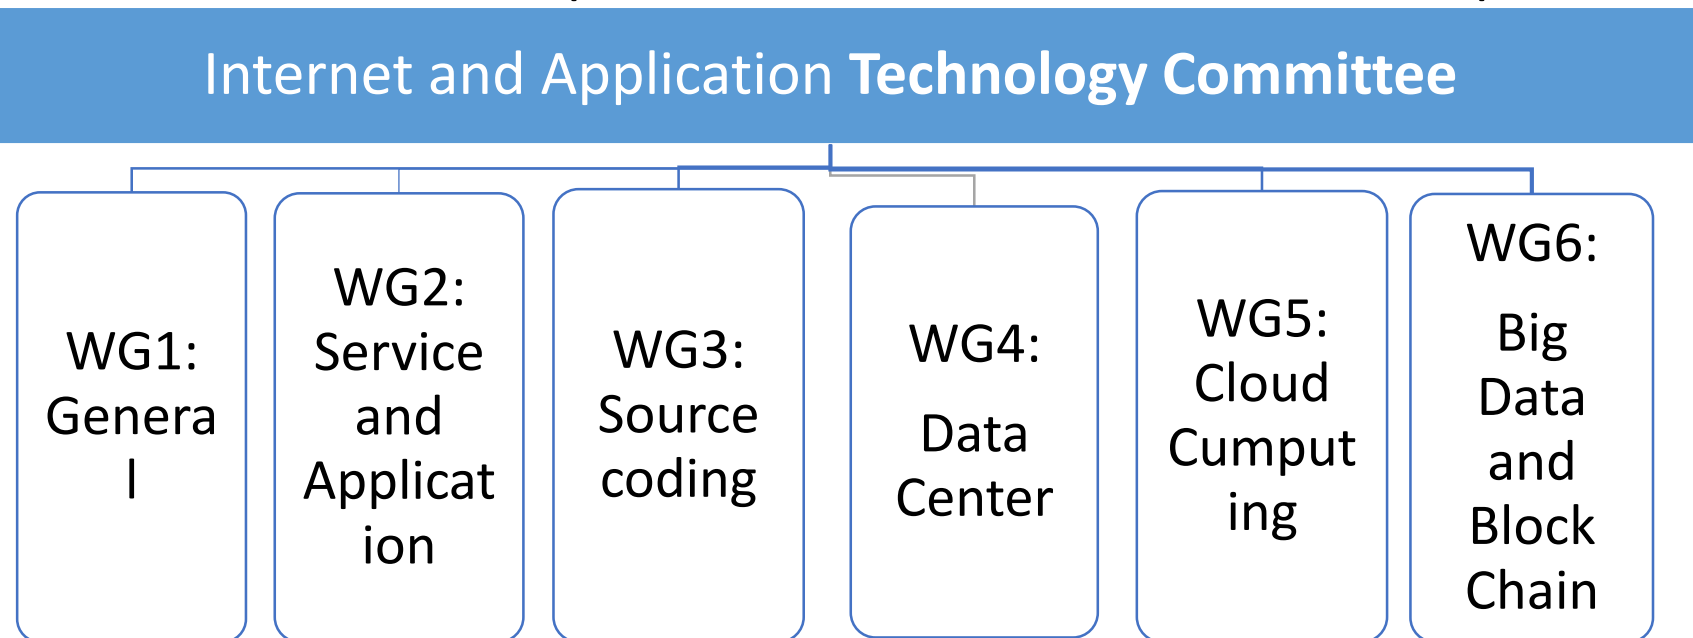 Internet and Application Technology Committee
WG1:
Genera
l
WG2:
Service
and
Applicat
ion
WG3:
Source
coding
WG4:
Data
Center
WG5:
Cloud
Cumput
ing
WG6:
Big
Data
and
Block
Chain